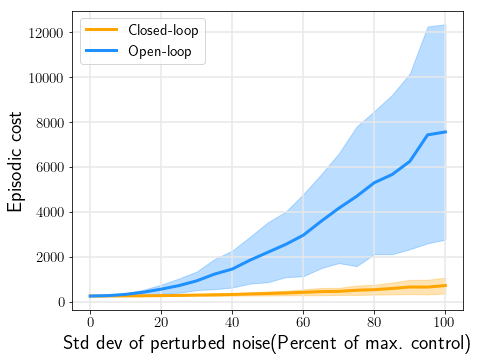 Closed-loop
Open-loop
Episodic cost
12000
10000
8000
6000
4000
2000
0
0 20 40 60 80 100
Std dev of perturbed noise(Percent of max. control)